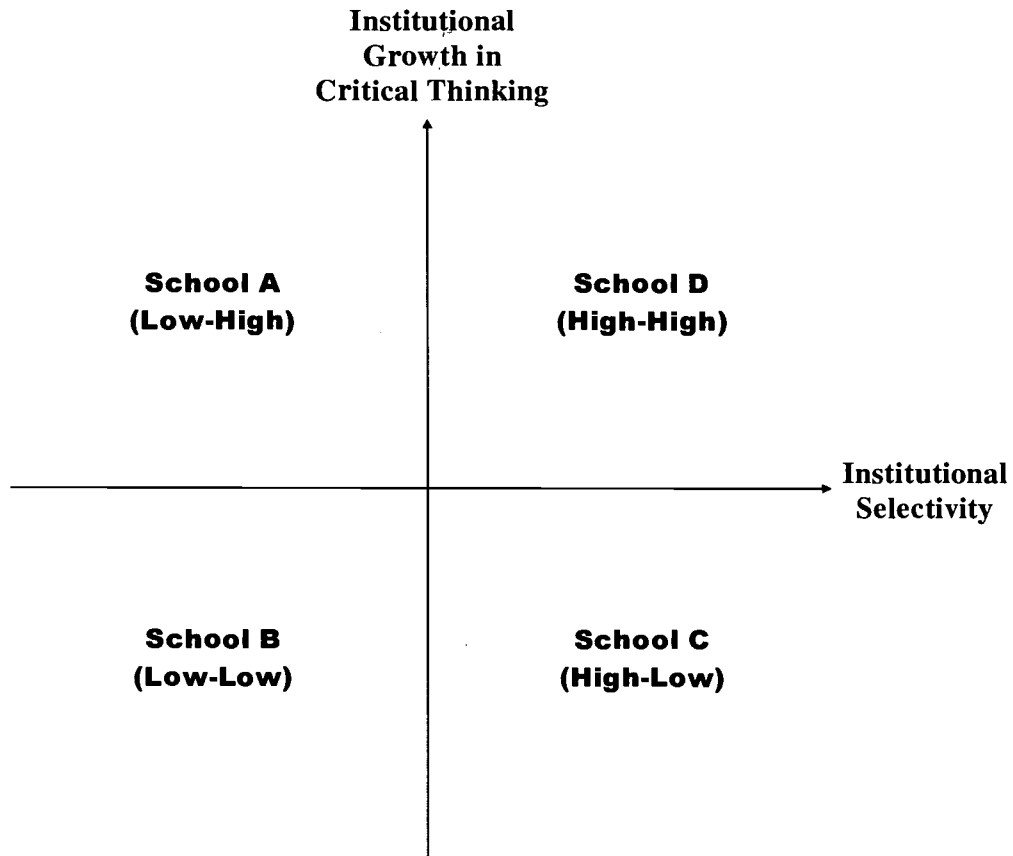 Institutional
Growth in
Critical Thinking
School A
(Low-High)
School D
(High-High)
Institutional
Selectivity
School B
(Low-Low)
School C
(High-Low)